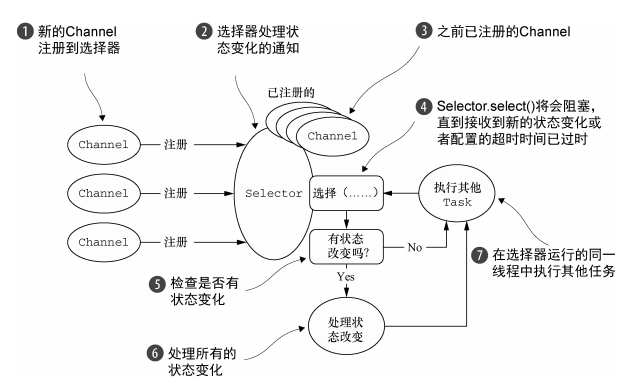 ❶ 新的Channel
注册到选择器
❷ 选择器处理状
态变化的通知
❸ 之前已注册的Channel
已注册的
Channel
❹ Selector.select()将会阻塞,
直到接收到新的状态变化或
者配置的超时时间已过时
Channel
注册
Channel
注册
Channel
注册
Selector
选择（……）
执行其他
Task
有状态
改变吗?
No
Yes
❼ 在选择器运行的同一
线程中执行其他任务
❺ 检查是否有
状态变化
处理状
态改变
❻ 处理所有的
状态变化